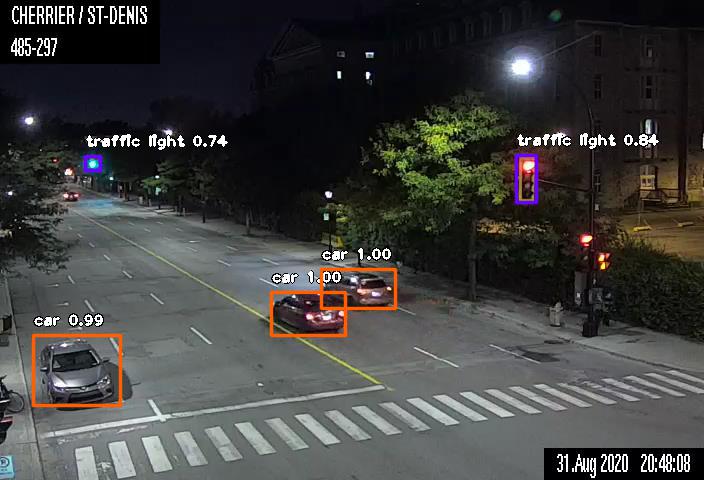 CHERRIER / ST-DENIS
485-297
traffic light 0.74
traffic light 0.84
car 1.00
car 1.00
car 0.99
31.Aug 2020 20:48:08